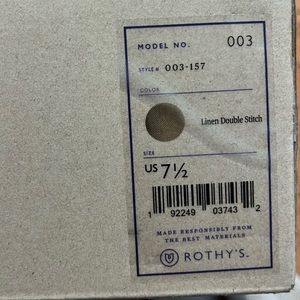 MODEL NO. 003
STYLE # 003-157
COLOR
Linen Double Stitch
SIZE
US 7½
1 92249 03743 2
MADE RESPONSIBLY FROM
THE BEST MATERIALS
ROTHY'S™